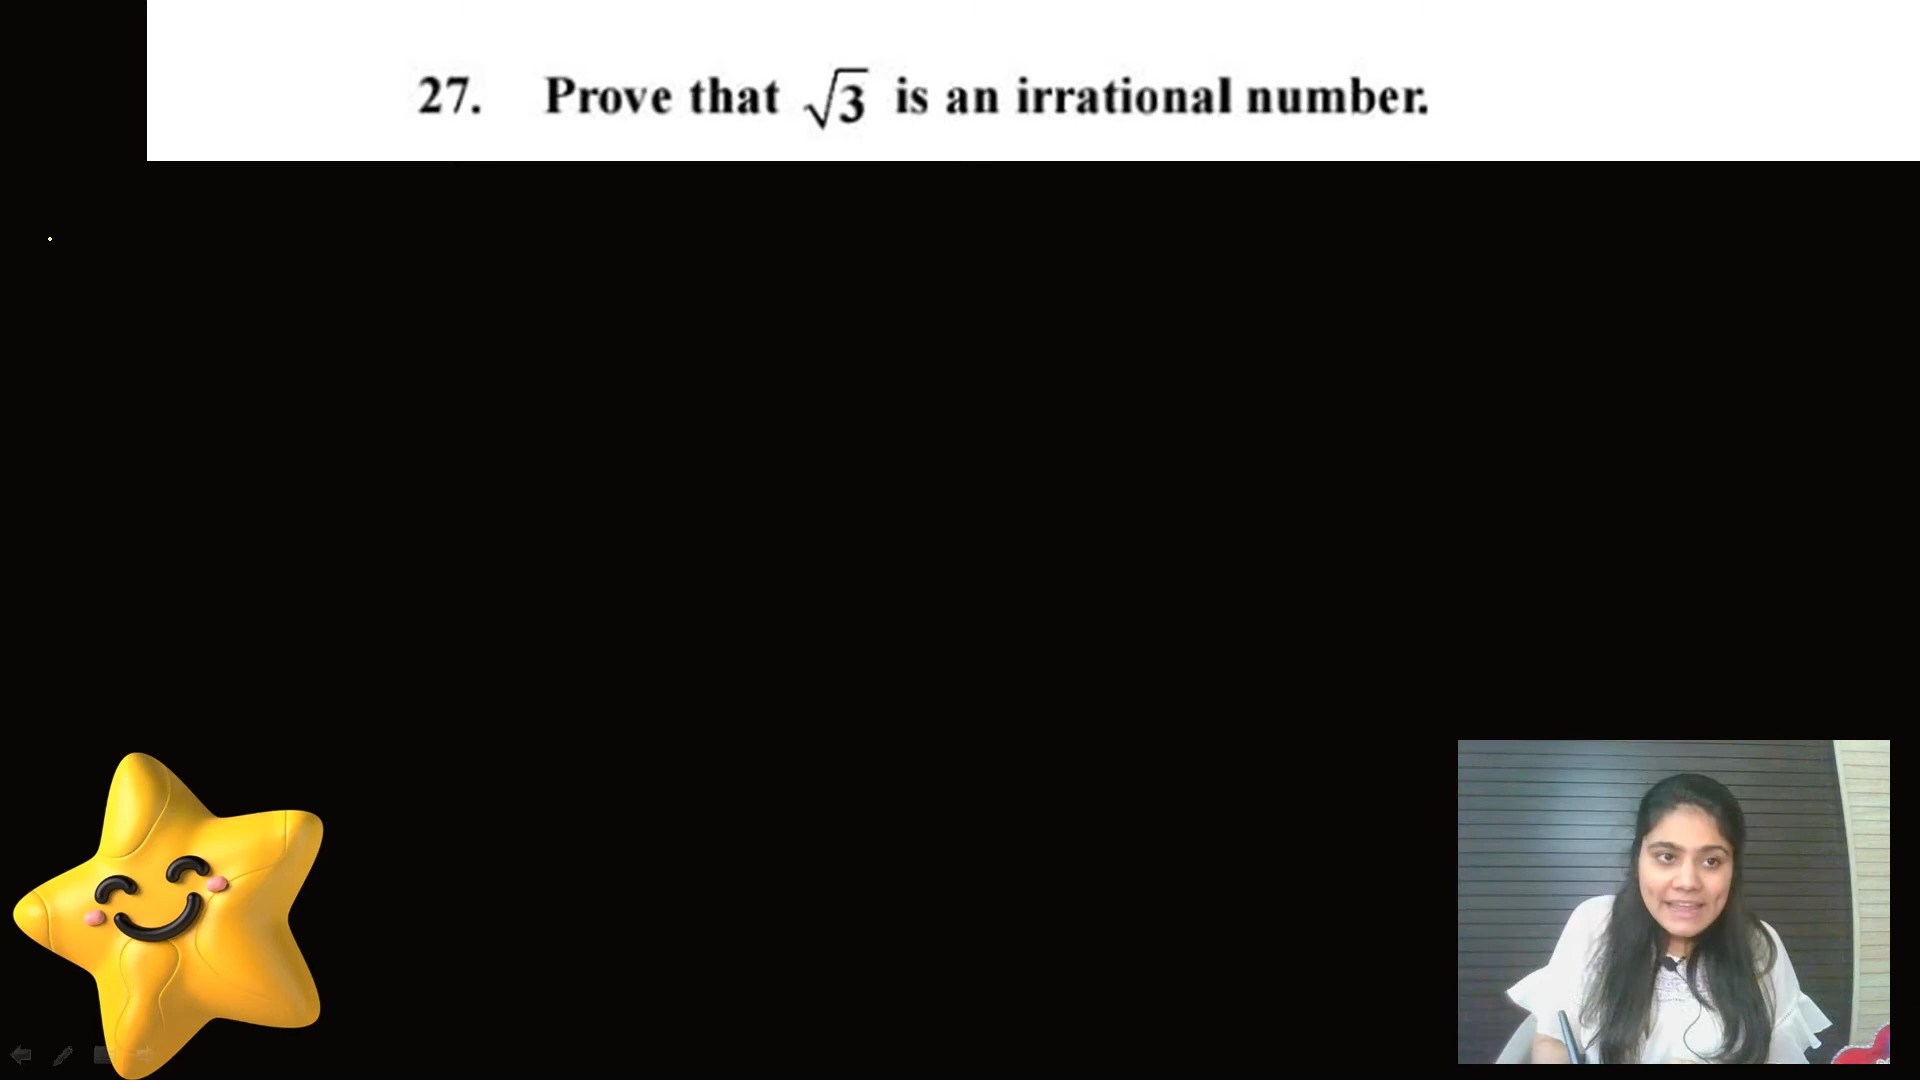 27. Prove that √3 is an irrational number.